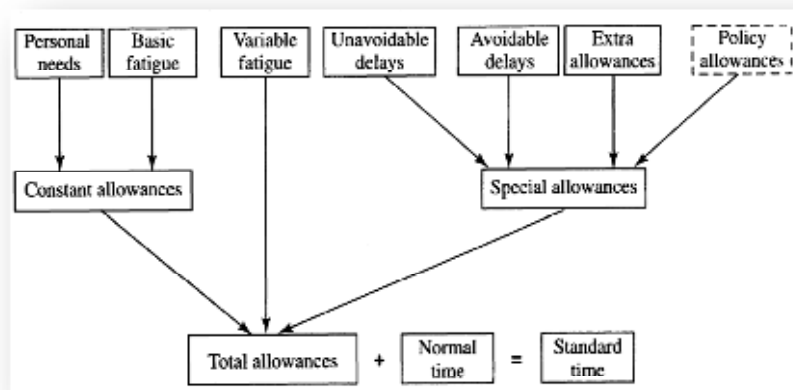 Personal
needs
Basic
fatigue
Variable
fatigue
Unavoidable
delays
Avoidable
delays
Extra
allowances
Policy
allowances
Constant allowances
Special allowances
Total allowances
+
Normal
time
=
Standard
time